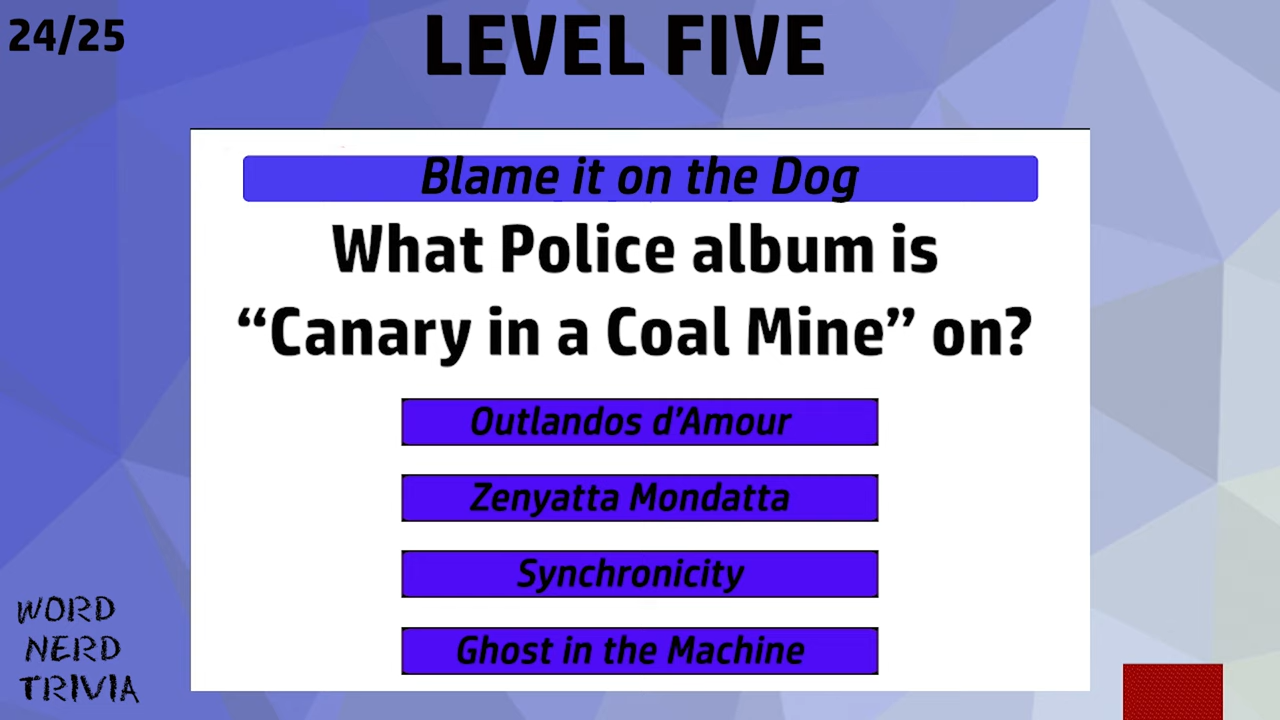 24/25
LEVEL FIVE
Blame it on the Dog
What Police album is
“Canary in a Coal Mine” on?
Outlandos d’Amour
Zenyatta Mondatta
Synchronicity
Ghost in the Machine
WORD
NERD
TRIVIA